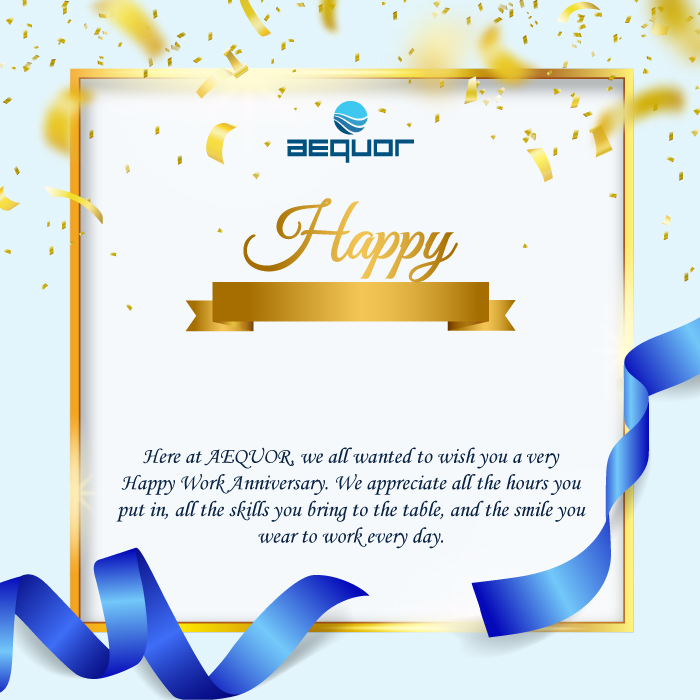 aequor
Happy
Here at AEQUOR, we all wanted to wish you a very
Happy Work Anniversary. We appreciate all the hours you
put in, all the skills you bring to the table, and the smile you
wear to work every day.